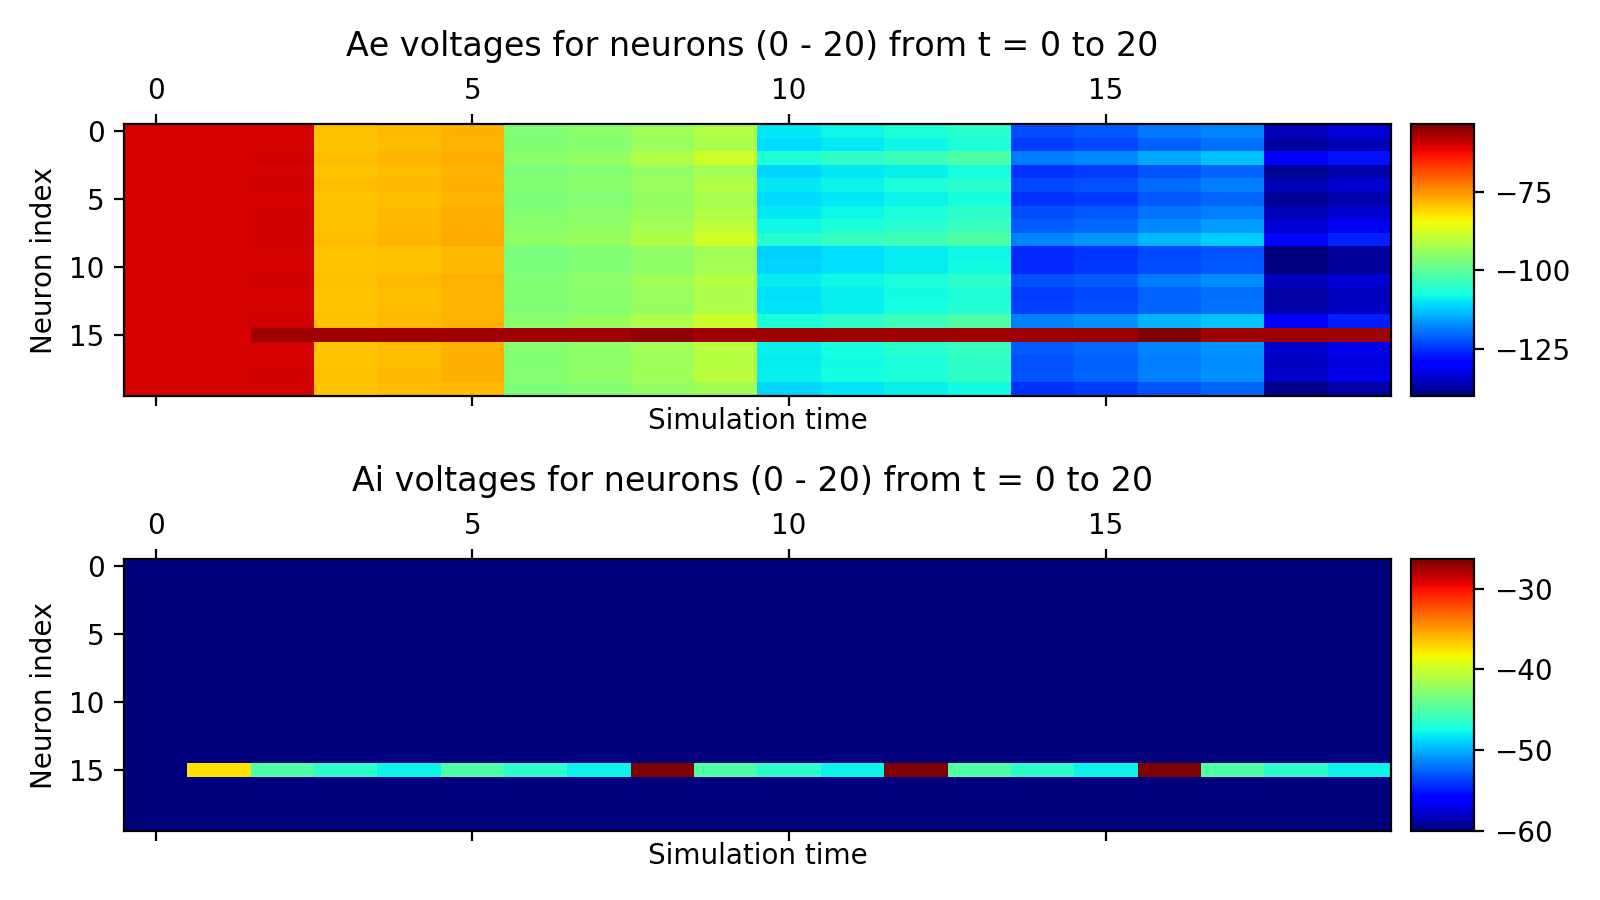 Ae voltages for neurons (0 - 20) from t = 0 to 20
0 5 10 15
0
5
10
15
Neuron index
Simulation time
−75
−100
−125
Ai voltages for neurons (0 - 20) from t = 0 to 20
0 5 10 15
0
5
10
15
Neuron index
Simulation time
−30
−40
−50
−60